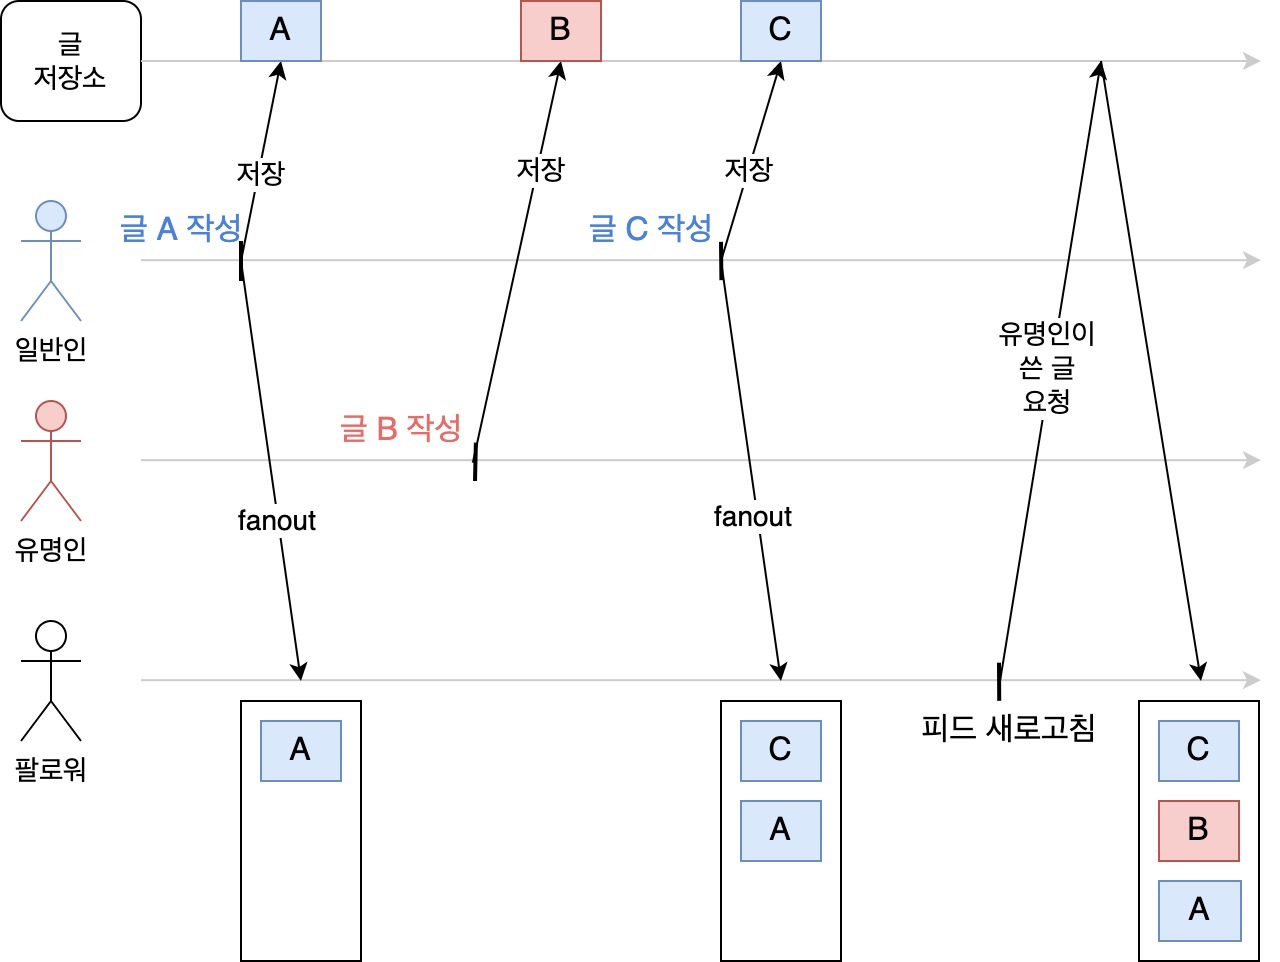 글
저장소
A
B
C
저장
저장
저장
글 A 작성
글 C 작성
일반인
유명인이
쓴 글
요청
글 B 작성
fanout
fanout
유명인
팔로워
피드 새로고침
A
C
A
C
B
A